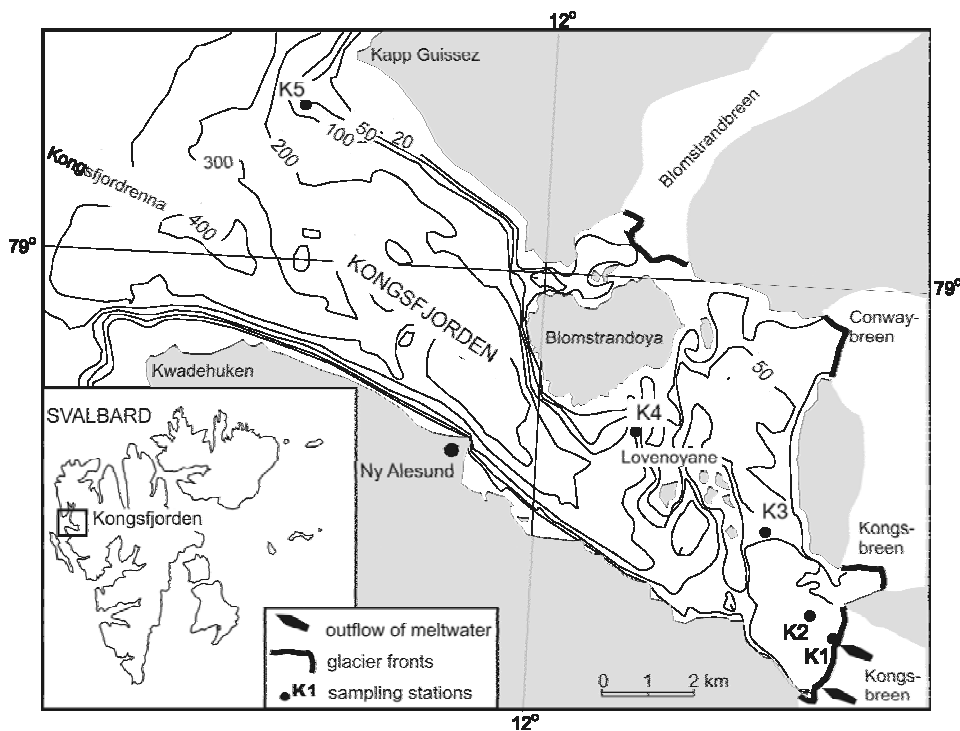 12°
Kapp Guissez
K5
100
50
20
Blomstrandbreen
300
200
Kongsfjordrenna
400
79°
79°
KONGSFJORDEN
Conway-
breen
Blomstrandoya
50
Kwadehuken
K4
SVALBARD
Lovenoyane
Ny Alesund
K3
Kongsfjorden
Kongs-
breen
K2
K1
outflow of meltwater
glacier fronts
K1 sampling stations
0 1 2 km
Kongs-
breen
12°